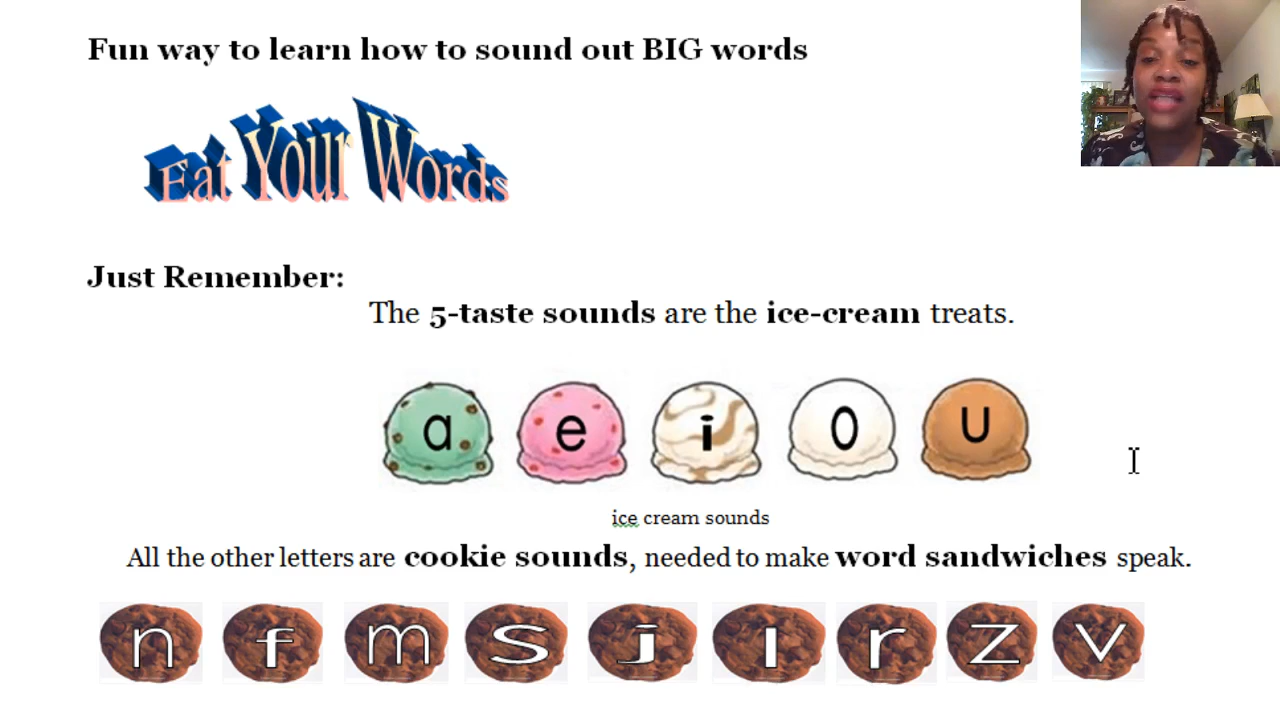 Fun way to learn how to sound out BIG words
Eat Your Words
Just Remember:
The 5-taste sounds are the ice-cream treats.
a e i o u
ice cream sounds
All the other letters are cookie sounds, needed to make word sandwiches speak.
n f m s j l r z v